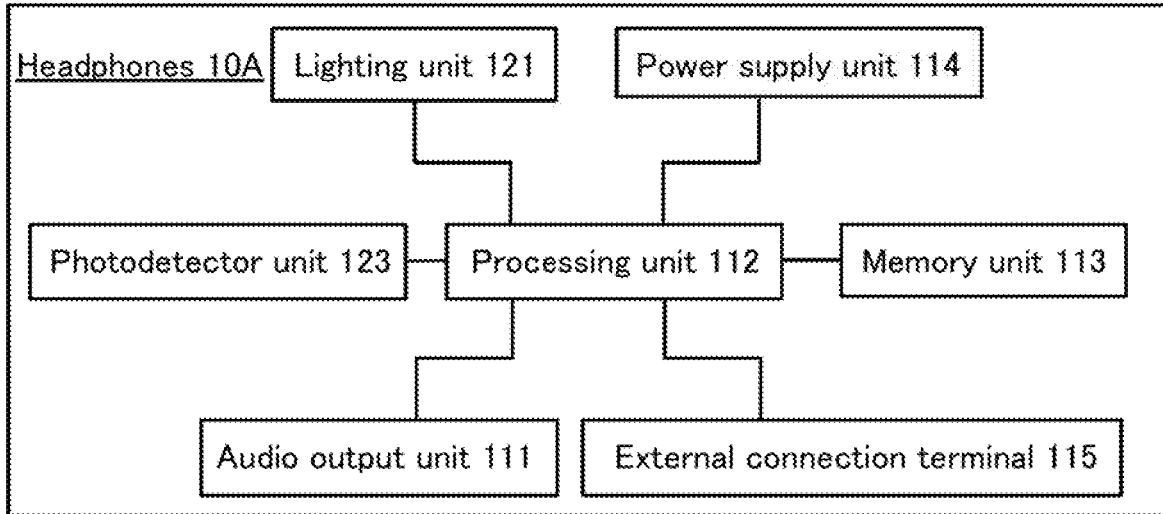 Headphones 10A
Lighting unit 121
Power supply unit 114
Photodetector unit 123
Processing unit 112
Memory unit 113
Audio output unit 111
External connection terminal 115